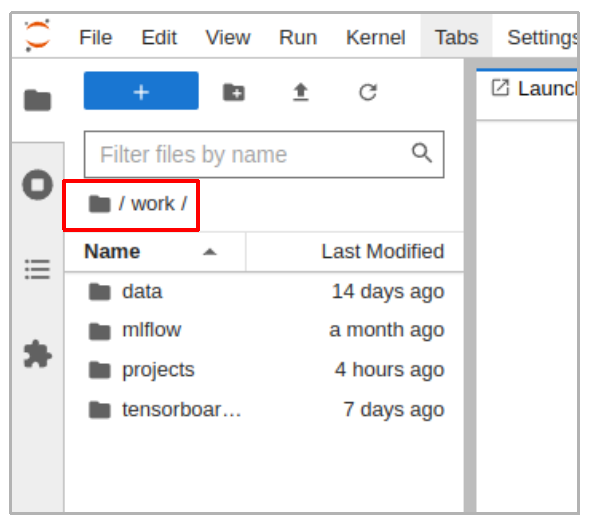 File Edit View Run Kernel Tabs Settings
Launc
Filter files by name
/ work /
Name Last Modified
data 14 days ago
mlflow a month ago
projects 4 hours ago
tensorboar… 7 days ago